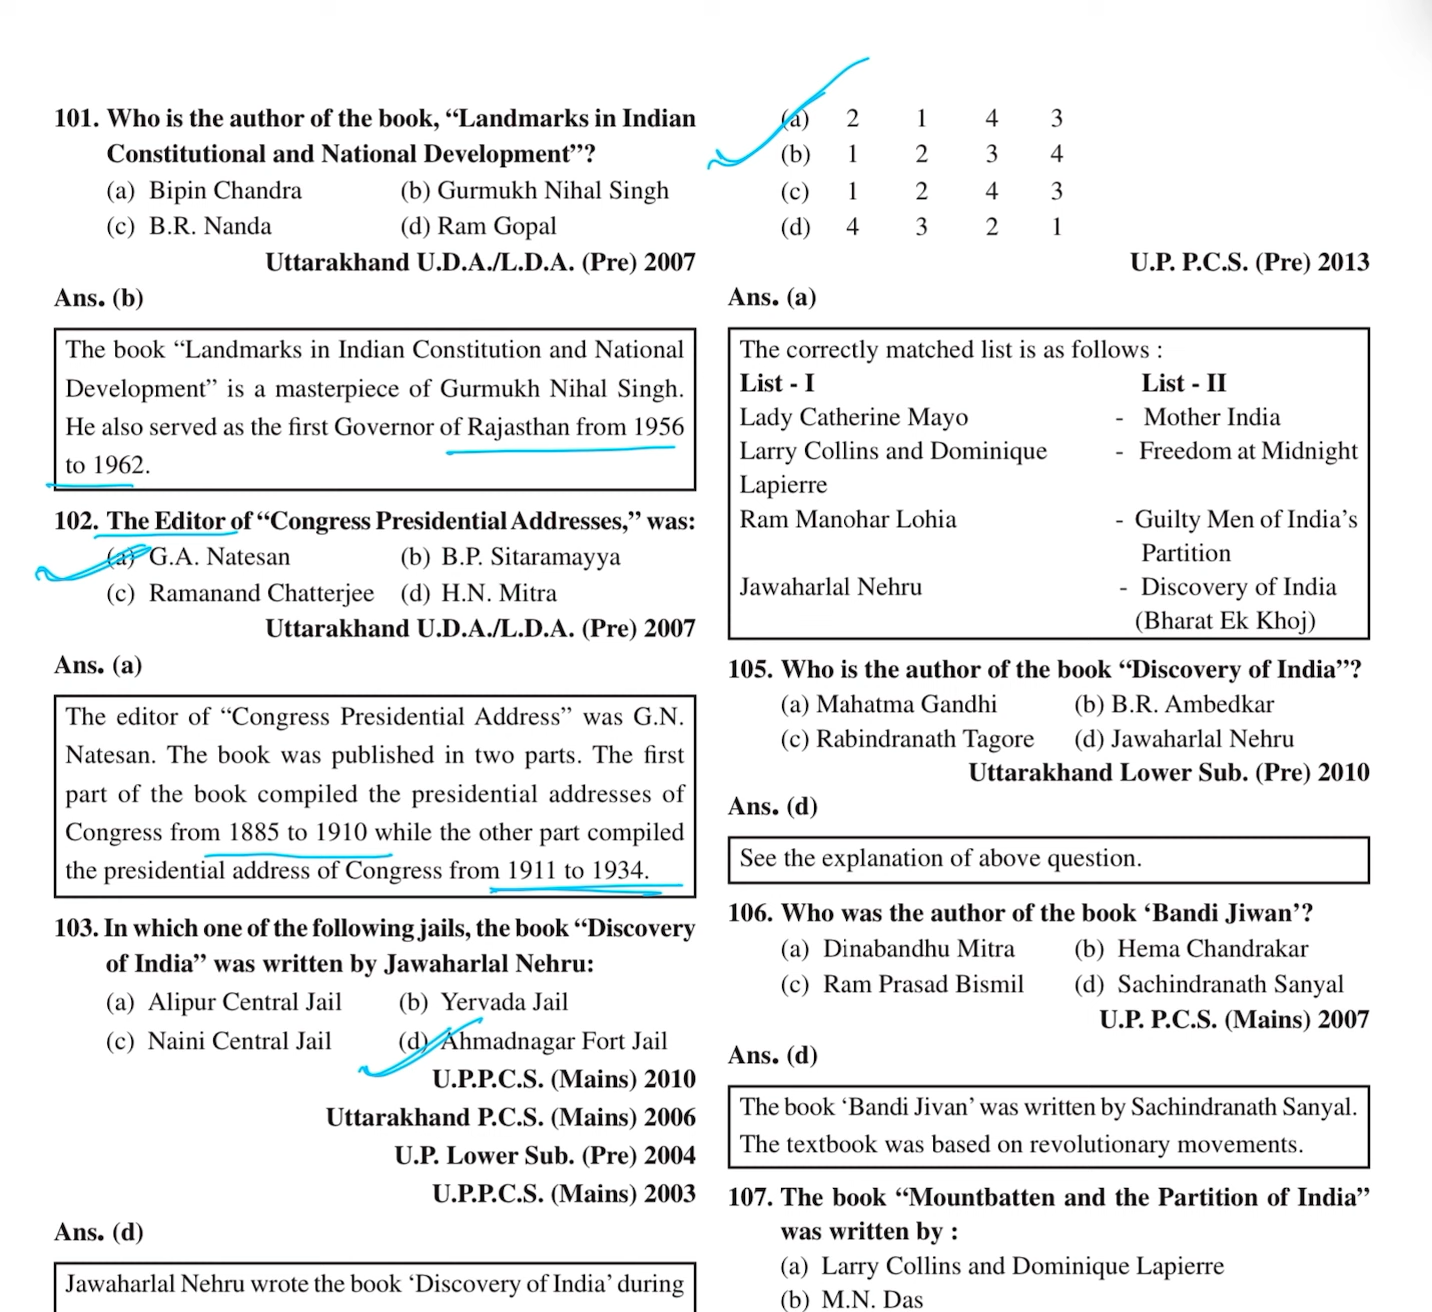 101. Who is the author of the book, “Landmarks in Indian
Constitutional and National Development”?
(a) Bipin Chandra (b) Gurmukh Nihal Singh
(c) B.R. Nanda (d) Ram Gopal
Uttarakhand U.D.A./L.D.A. (Pre) 2007
Ans. (b)
The book “Landmarks in Indian Constitution and National
Development” is a masterpiece of Gurmukh Nihal Singh.
He also served as the first Governor of Rajasthan from 1956
to 1962.
102. The Editor of “Congress Presidential Addresses,” was:
(a) G.A. Natesan (b) B.P. Sitaramayya
(c) Ramanand Chatterjee (d) H.N. Mitra
Uttarakhand U.D.A./L.D.A. (Pre) 2007
Ans. (a)
The editor of “Congress Presidential Address” was G.N.
Natesan. The book was published in two parts. The first
part of the book compiled the presidential addresses of
Congress from 1885 to 1910 while the other part compiled
the presidential address of Congress from 1911 to 1934.
103. In which one of the following jails, the book “Discovery
of India” was written by Jawaharlal Nehru:
(a) Alipur Central Jail (b) Yervada Jail
(c) Naini Central Jail (d) Ahmadnagar Fort Jail
U.P.P.C.S. (Mains) 2010
Uttarakhand P.C.S. (Mains) 2006
U.P. Lower Sub. (Pre) 2004
U.P.P.C.S. (Mains) 2003
Ans. (d)
Jawaharlal Nehru wrote the book ‘Discovery of India’ during
(a) 2 1 4 3
(b) 1 2 3 4
(c) 1 2 4 3
(d) 4 3 2 1
U.P. P.C.S. (Pre) 2013
Ans. (a)
The correctly matched list is as follows :
List - I List - II
Lady Catherine Mayo - Mother India
Larry Collins and Dominique - Freedom at Midnight
Lapierre
Ram Manohar Lohia - Guilty Men of India’s
Partition
Jawaharlal Nehru - Discovery of India
(Bharat Ek Khoj)
105. Who is the author of the book “Discovery of India”?
(a) Mahatma Gandhi (b) B.R. Ambedkar
(c) Rabindranath Tagore (d) Jawaharlal Nehru
Uttarakhand Lower Sub. (Pre) 2010
Ans. (d)
See the explanation of above question.
106. Who was the author of the book ‘Bandi Jiwan’?
(a) Dinabandhu Mitra (b) Hema Chandrakar
(c) Ram Prasad Bismil (d) Sachindranath Sanyal
U.P. P.C.S. (Mains) 2007
Ans. (d)
The book ‘Bandi Jivan’ was written by Sachindranath Sanyal.
The textbook was based on revolutionary movements.
107. The book “Mountbatten and the Partition of India”
was written by :
(a) Larry Collins and Dominique Lapierre
(b) M.N. Das